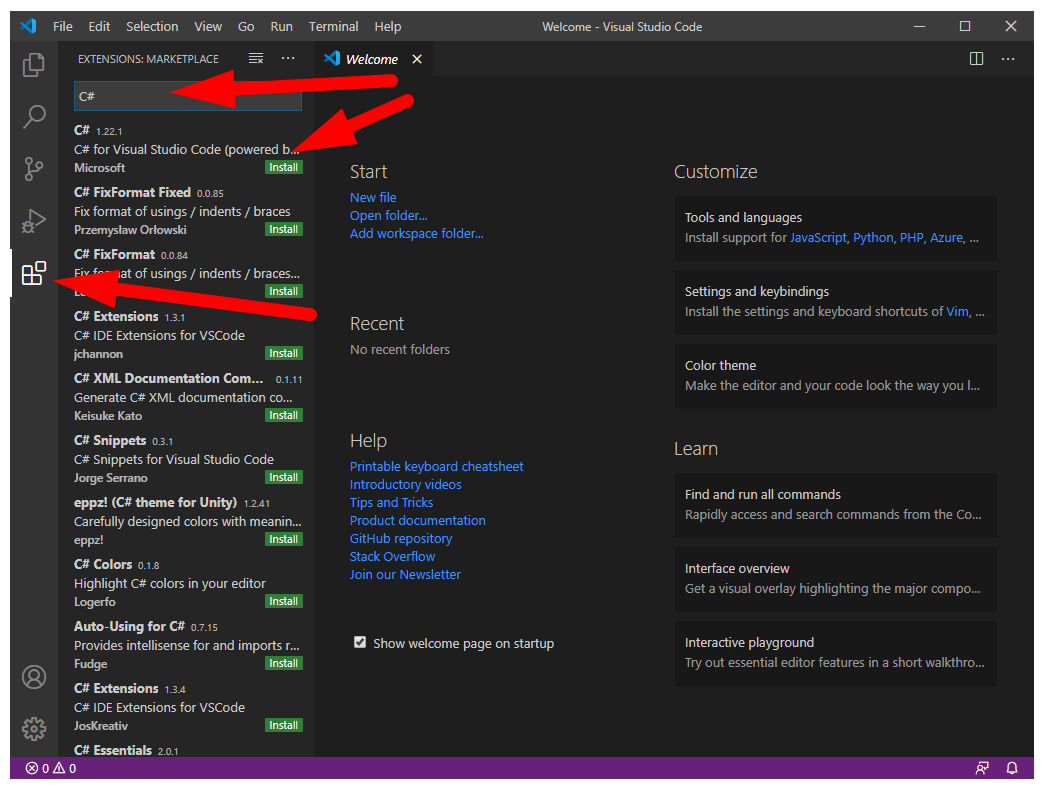 File Edit Selection View Go Run Terminal Help
Welcome - Visual Studio Code
EXTENSIONS: MARKETPLACE
Welcome
C#
C# 1.22.1
C# for Visual Studio Code (powered b...
Microsoft
Install
C# FixFormat Fixed 0.0.85
Fix format of usings / indents / braces
Przemysław Orłowski
Install
C# FixFormat 0.0.84
Fix format of usings / indents / braces...
Install
C# Extensions 1.3.1
C# IDE Extensions for VSCode
jchannon
Install
C# XML Documentation Com... 0.1.11
Generate C# XML documentation co...
Keisuke Kato
Install
C# Snippets 0.3.1
C# Snippets for Visual Studio Code
Jorge Serrano
Install
eppz! (C# theme for Unity) 1.2.41
Carefully designed colors with meanin...
eppz!
Install
C# Colors 0.1.8
Highlight C# colors in your editor
Logerfo
Install
Auto-Using for C# 0.7.15
Provides intellisense for and imports r...
Fudge
Install
C# Extensions 1.3.4
C# IDE Extensions for VSCode
JosKreativ
Install
C# Essentials 2.0.1
Start
New file
Open folder...
Add workspace folder...
Recent
No recent folders
Help
Printable keyboard cheatsheet
Introductory videos
Tips and Tricks
Product documentation
GitHub repository
Stack Overflow
Join our Newsletter
Show welcome page on startup
Customize
Tools and languages
Install support for JavaScript, Python, PHP, Azure, ...
Settings and keybindings
Install the settings and keyboard shortcuts of Vim, ...
Color theme
Make the editor and your code look the way you l...
Learn
Find and run all commands
Rapidly access and search commands from the Co...
Interface overview
Get a visual overlay highlighting the major compo...
Interactive playground
Try out essential editor features in a short walkthro...
0 0